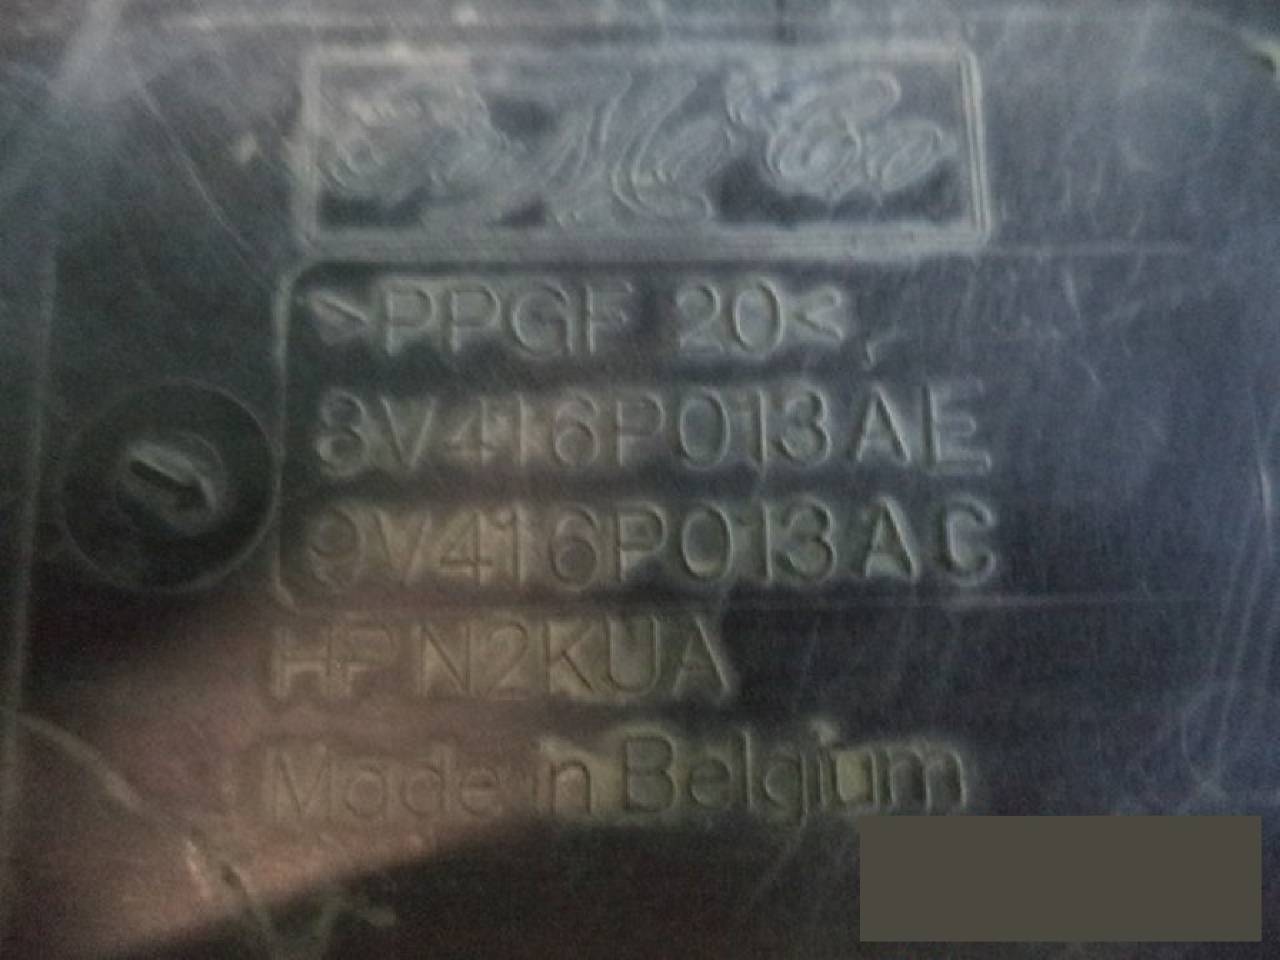 >PPGF 20<
8V416P013AE
9V416P013AC
HPN2KUA
Made in Belgium